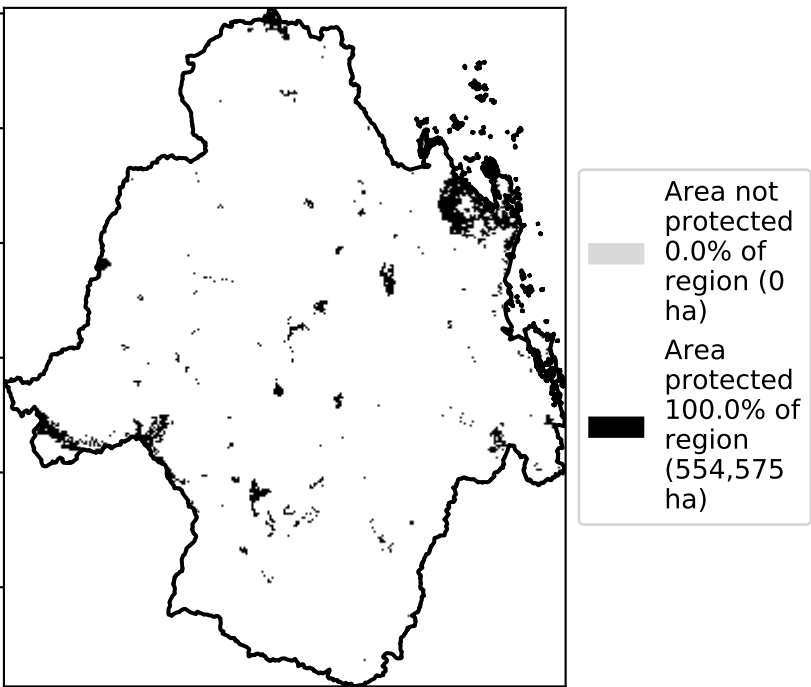 Area not
protected
0.0% of
region (0
ha)
Area
protected
100.0% of
region
(554,575
ha)